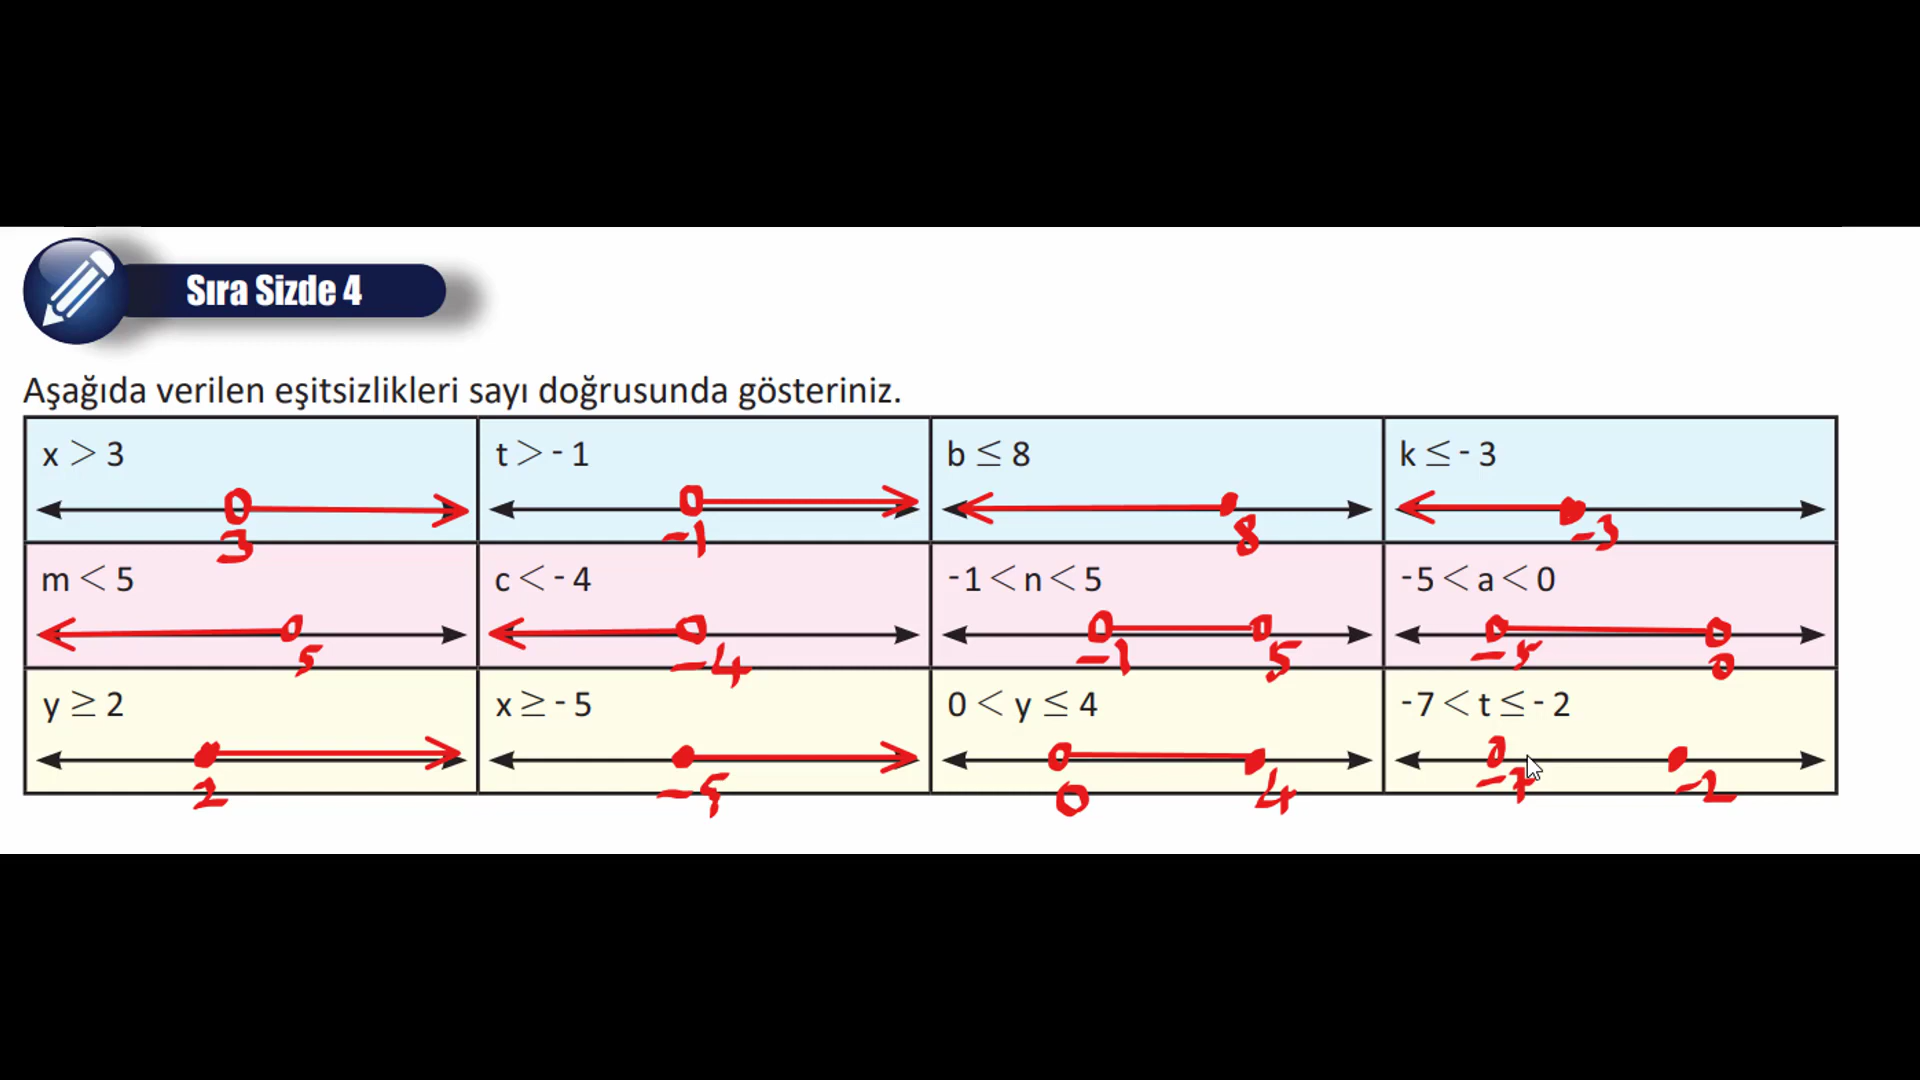 Sıra Sizde 4
Aşağıda verilen eşitsizlikleri sayı doğrusunda gösteriniz.
x > 3
3
t > - 1
-1
b ≤ 8
8
k ≤ - 3
-3
m < 5
5
c < - 4
-4
-1 < n < 5
-1 5
-5 < a < 0
-5 0
y ≥ 2
2
x ≥ - 5
-5
0 < y ≤ 4
0 4
-7 < t ≤ - 2
-7 -2